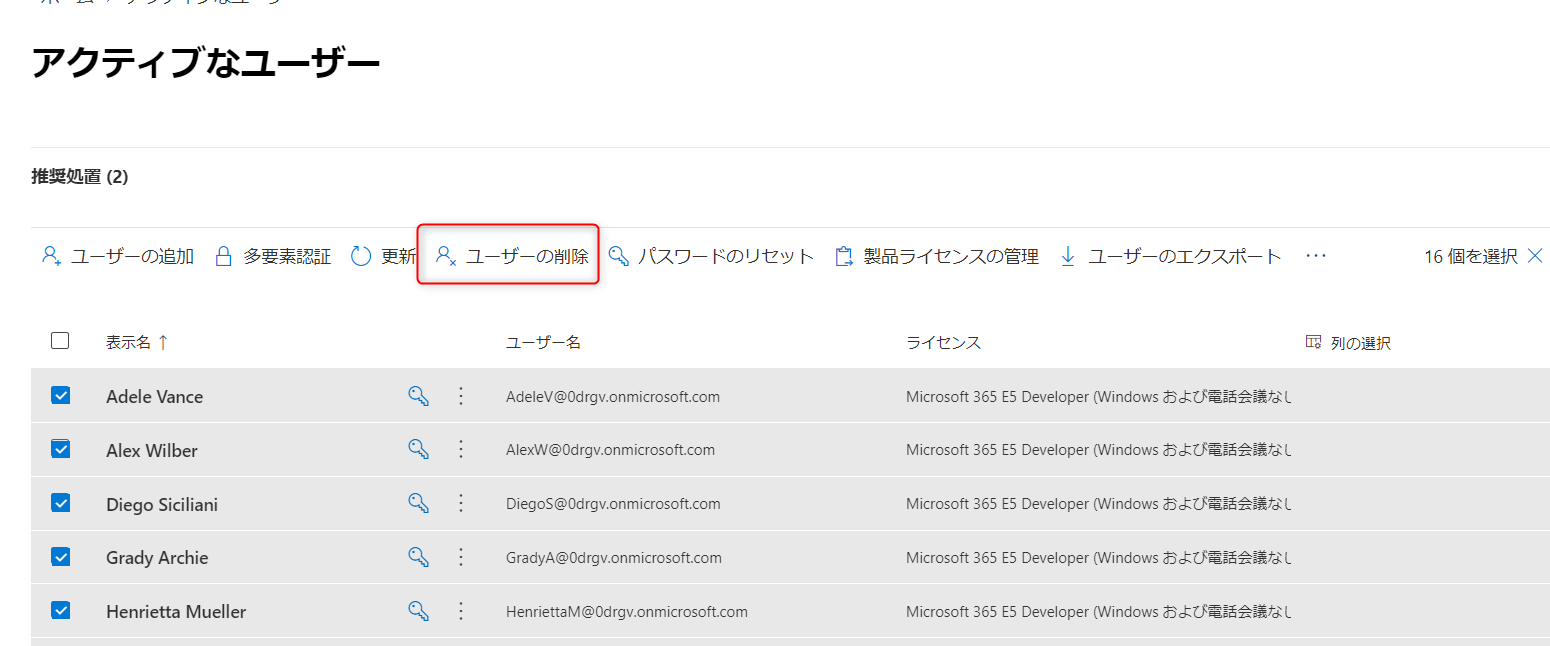 アクティブなユーザー
推奨処置 (2)
ユーザーの追加 多要素認証 更新 ユーザーの削除 パスワードのリセット 製品ライセンスの管理 ユーザーのエクスポート ··· 16 個を選択
表示名 ↑ ユーザー名 ライセンス 列の選択
Adele Vance AdeleV@0drgv.onmicrosoft.com Microsoft 365 E5 Developer (Windows および電話会議なし
Alex Wilber AlexW@0drgv.onmicrosoft.com Microsoft 365 E5 Developer (Windows および電話会議なし
Diego Siciliani DiegoS@0drgv.onmicrosoft.com Microsoft 365 E5 Developer (Windows および電話会議なし
Grady Archie GradyA@0drgv.onmicrosoft.com Microsoft 365 E5 Developer (Windows および電話会議なし
Henrietta Mueller HenriettaM@0drgv.onmicrosoft.com Microsoft 365 E5 Developer (Windows および電話会議なし